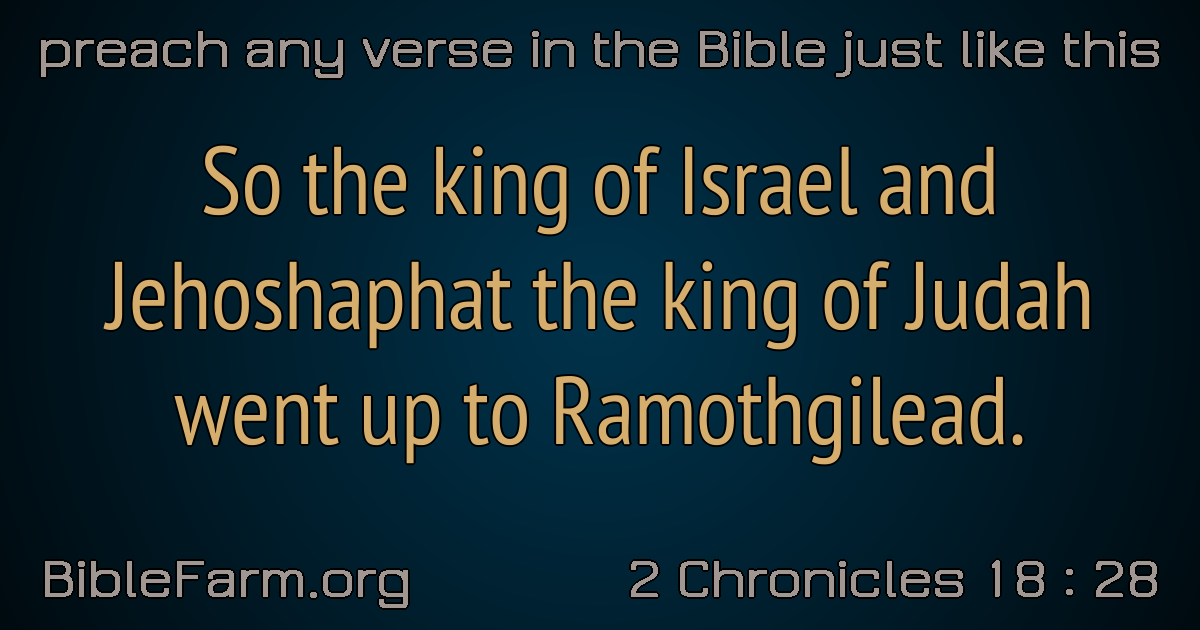 preach any verse in the Bible just like this
So the king of Israel and
Jehoshaphat the king of Judah
went up to Ramothgilead.
BibleFarm.org
2 Chronicles 18 : 28